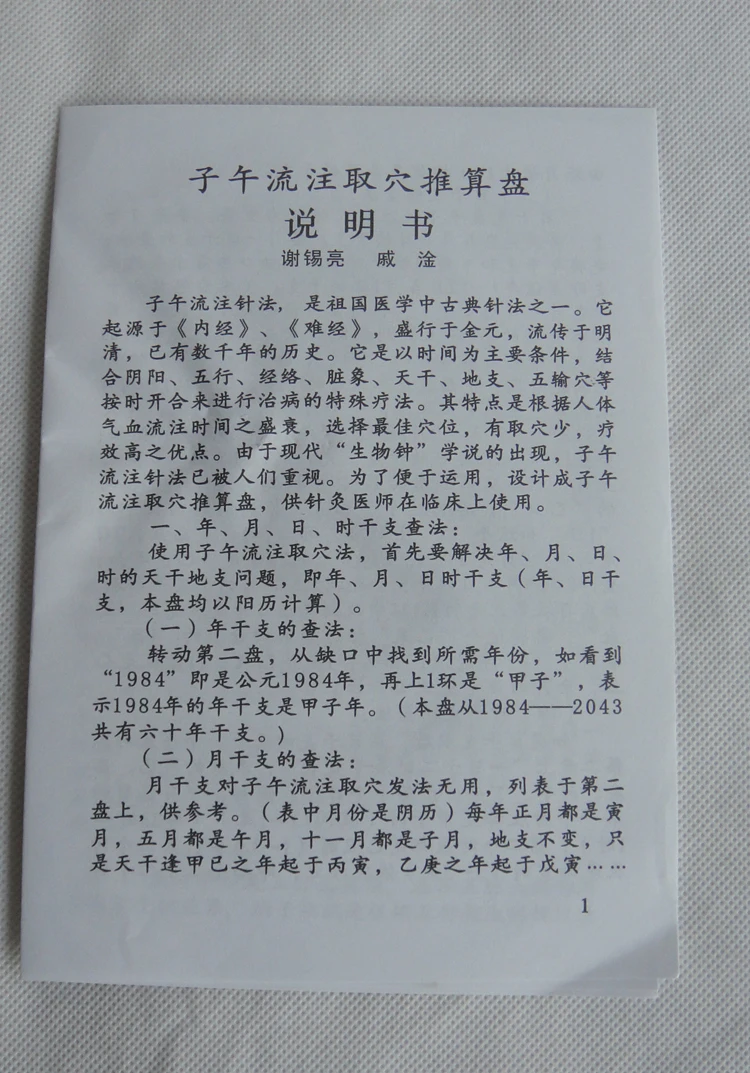 子午流注取穴推算盘
说明书
谢锡亮 戚淦
子午流注针法，是祖国医学中古典针法之一。它
起源于《内经》、《难经》，盛行于金元，流传于明
清，已有数千年的历史。它是以时间为主要条件，结
合阴阳、五行、经络、脏象、天干、地支、五输穴等
按时开合来进行治病的特殊疗法。其特点是根据人体
气血流注时间之盛衰，选择最佳穴位，有取穴少，疗
效高之优点。由于现代“生物钟”学说的出现，子午
流注针法已被人们重视。为了便于运用，设计成子午
流注取穴推算盘，供针灸医师在临床上使用。
一、年、月、日、时干支查法：
使用子午流注取穴法，首先要解决年、月、日、
时的天干地支问题，即年、月、日时干支（年、日干
支，本盘均以阳历计算）。
（一）年干支的查法：
转动第二盘，从缺口中找到所需年份，如看到
“1984”即是公元1984年，再上1环是“甲子”，表
示1984年的年干支是甲子年。（本盘从1984——2043
共有六十年干支。）
（二）月干支的查法：
月干支对子午流注取穴发法无用，列表于第二
盘上，供参考。（表中月份是阴历）每年正月都是寅
月，五月都是午月，十一月都是子月，地支不变，只
是天干逢甲已之年起于丙寅，乙庚之年起于戊寅……
1